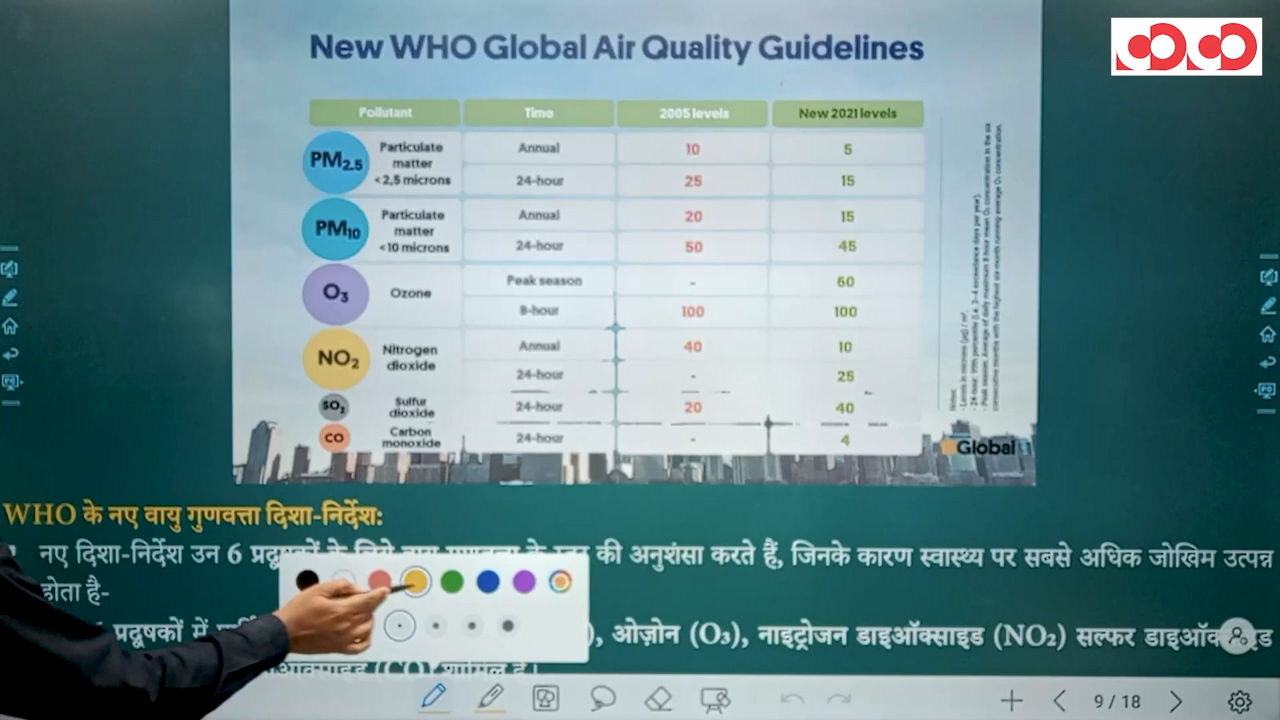 New WHO Global Air Quality Guidelines
Pollutant Time 2005 levels New 2021 levels
PM2.5 Particulate matter <2,5 microns Annual 10 5
24-hour 25 15
PM10 Particulate matter <10 microns Annual 20 15
24-hour 50 45
O3 Ozone Peak season - 60
8-hour 100 100
NO2 Nitrogen dioxide Annual 40 10
24-hour - 25
SO2 Sulfur dioxide 24-hour 20 40
CO Carbon monoxide 24-hour - 4
Global
WHO के नए वायु गुणवत्ता दिशा-निर्देश:
नए दिशा-निर्देश उन 6 की अनुशंसा करते हैं, जिनके कारण स्वास्थ्य पर सबसे अधिक जोखिम उत्पन्न
होता है-
प्रदूषकों में ओज़ोन (O₃), नाइट्रोजन डाइऑक्साइड (NO₂) सल्फर
(CO)
9 / 18